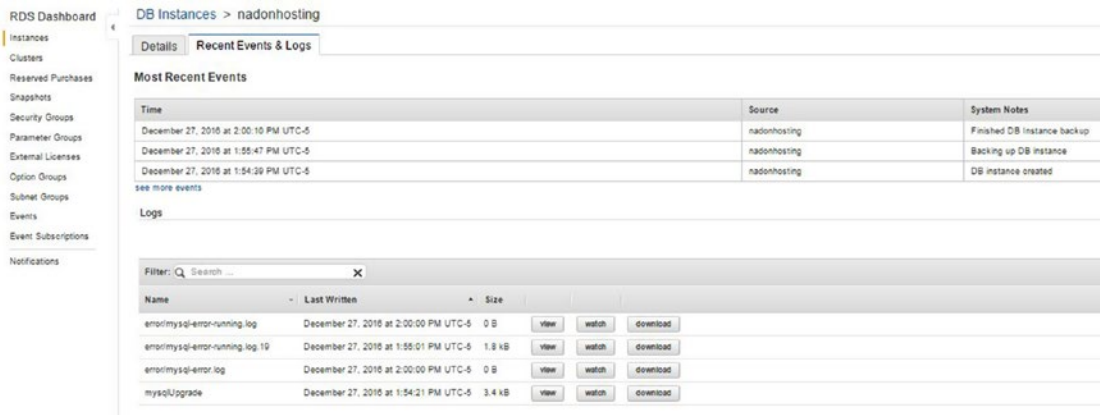 RDS Dashboard
Instances
Clusters
Reserved Purchases
Snapshots
Security Groups
Parameter Groups
External Licenses
Option Groups
Subnet Groups
Events
Event Subscriptions
Notifications
DB Instances > nadonhosting
Details Recent Events & Logs
Most Recent Events
Time Source System Notes
December 27, 2016 at 2:00:10 PM UTC-5 nadonhosting Finished DB Instance backup
December 27, 2016 at 1:55:47 PM UTC-5 nadonhosting Backing up DB instance
December 27, 2016 at 1:54:39 PM UTC-5 nadonhosting DB instance created
see more events
Logs
Filter: Search ...
Name Last Written Size
error/mysql-error-running.log December 27, 2016 at 2:00:00 PM UTC-5 0 B view watch download
error/mysql-error-running.log.19 December 27, 2016 at 1:55:01 PM UTC-5 1.8 kB view watch download
error/mysql-error.log December 27, 2016 at 2:00:00 PM UTC-5 0 B view watch download
mysqlUpgrade December 27, 2016 at 1:54:21 PM UTC-5 3.4 kB view watch download